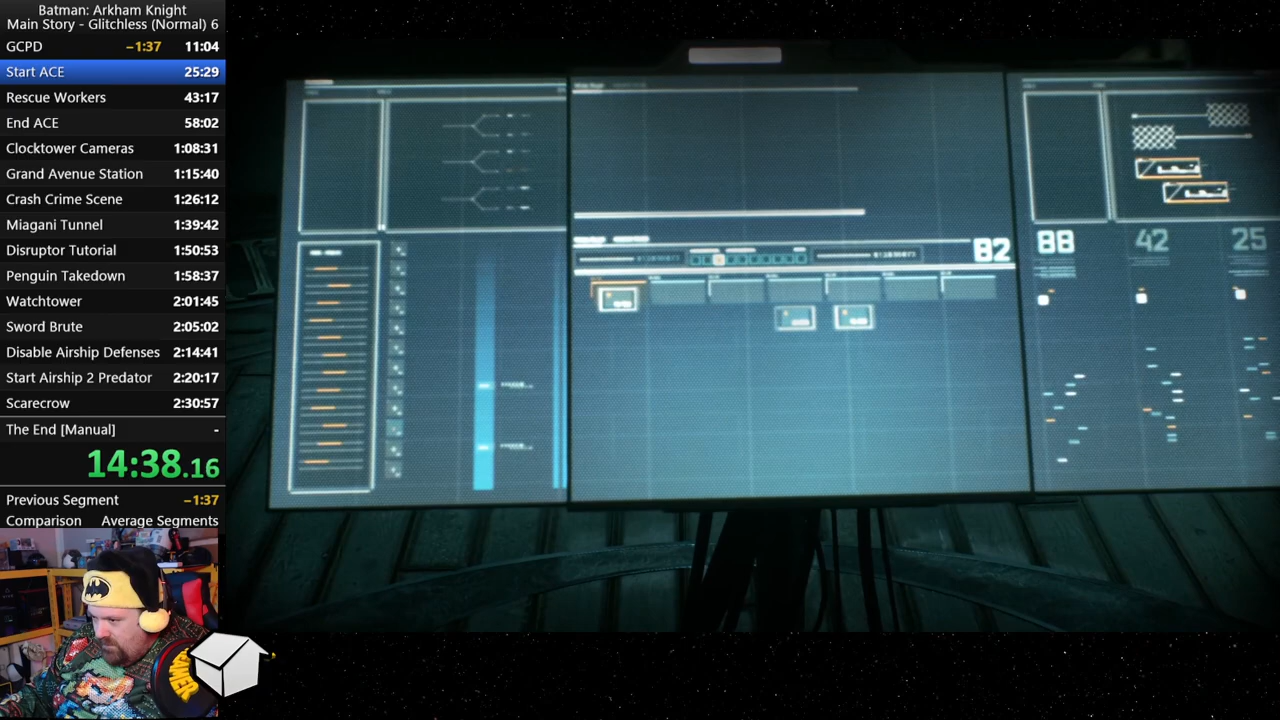 Batman: Arkham Knight
Main Story - Glitchless (Normal) 6
GCPD −1:37 11:04
Start ACE 25:29
Rescue Workers 43:17
End ACE 58:02
Clocktower Cameras 1:08:31
Grand Avenue Station 1:15:40
Crash Crime Scene 1:26:12
Miagani Tunnel 1:39:42
Disruptor Tutorial 1:50:53
Penguin Takedown 1:58:37
Watchtower 2:01:45
Sword Brute 2:05:02
Disable Airship Defenses 2:14:41
Start Airship 2 Predator 2:20:17
Scarecrow 2:30:57
The End [Manual] -
14:38.16
Previous Segment −1:37
Comparison Average Segments
82
88 42 25